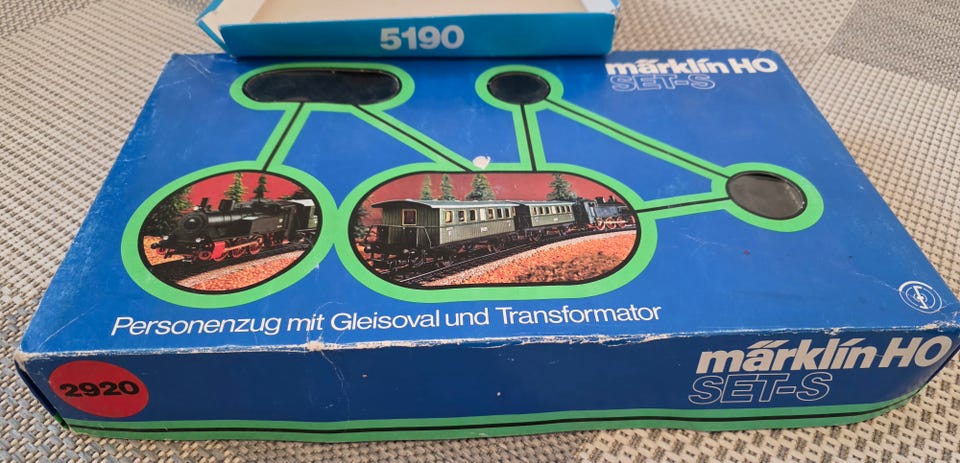 5190
märklin HO
SET-S
Personenzug mit Gleisoval und Transformator
2920
märklin HO
SET-S